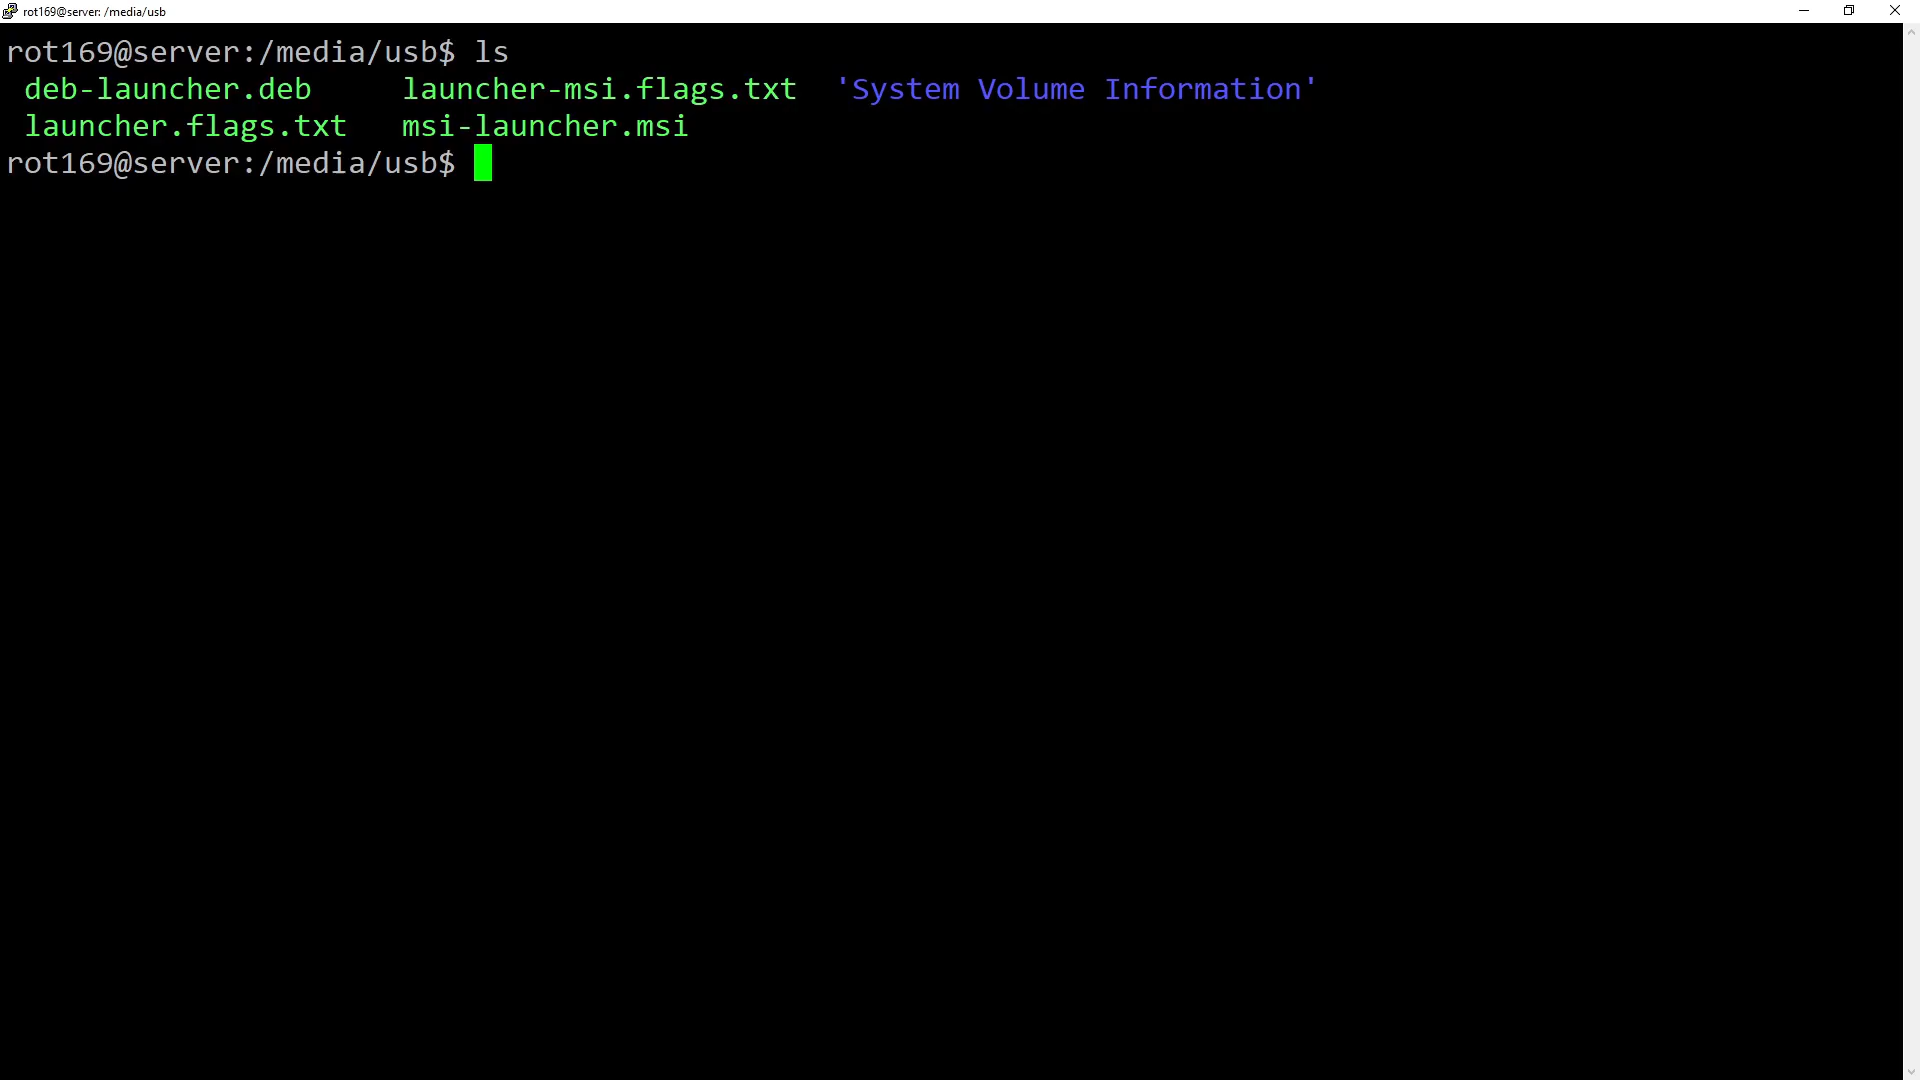 rot169@server: /media/usb
rot169@server:/media/usb$ ls
deb-launcher.deb launcher-msi.flags.txt 'System Volume Information'
launcher.flags.txt msi-launcher.msi
rot169@server:/media/usb$